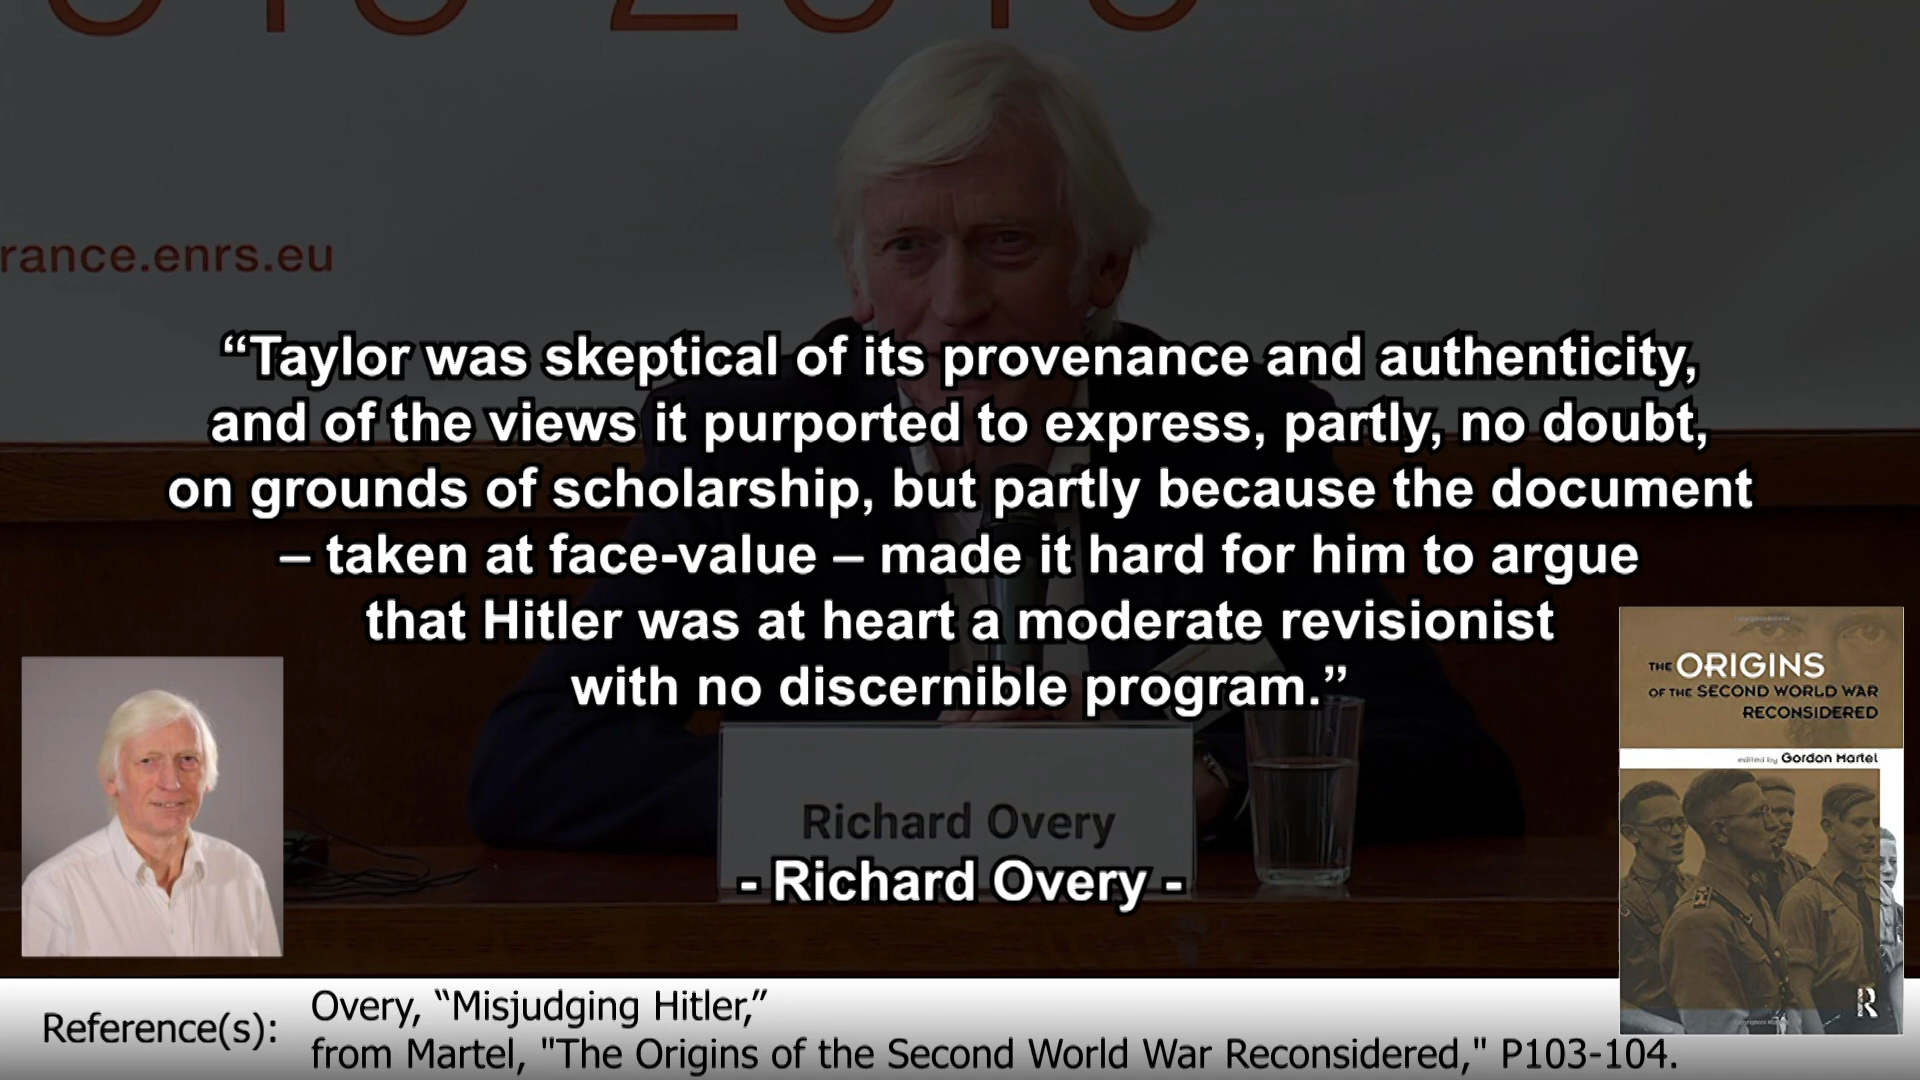 rance.enrs.eu
“Taylor was skeptical of its provenance and authenticity,
and of the views it purported to express, partly, no doubt,
on grounds of scholarship, but partly because the document
– taken at face-value – made it hard for him to argue
that Hitler was at heart a moderate revisionist
with no discernible program.”
Richard Overy
- Richard Overy -
THE ORIGINS
OF THE SECOND WORLD WAR
RECONSIDERED
edited by Gordon Martel
R
Reference(s):
Overy, “Misjudging Hitler,”
from Martel, "The Origins of the Second World War Reconsidered," P103-104.